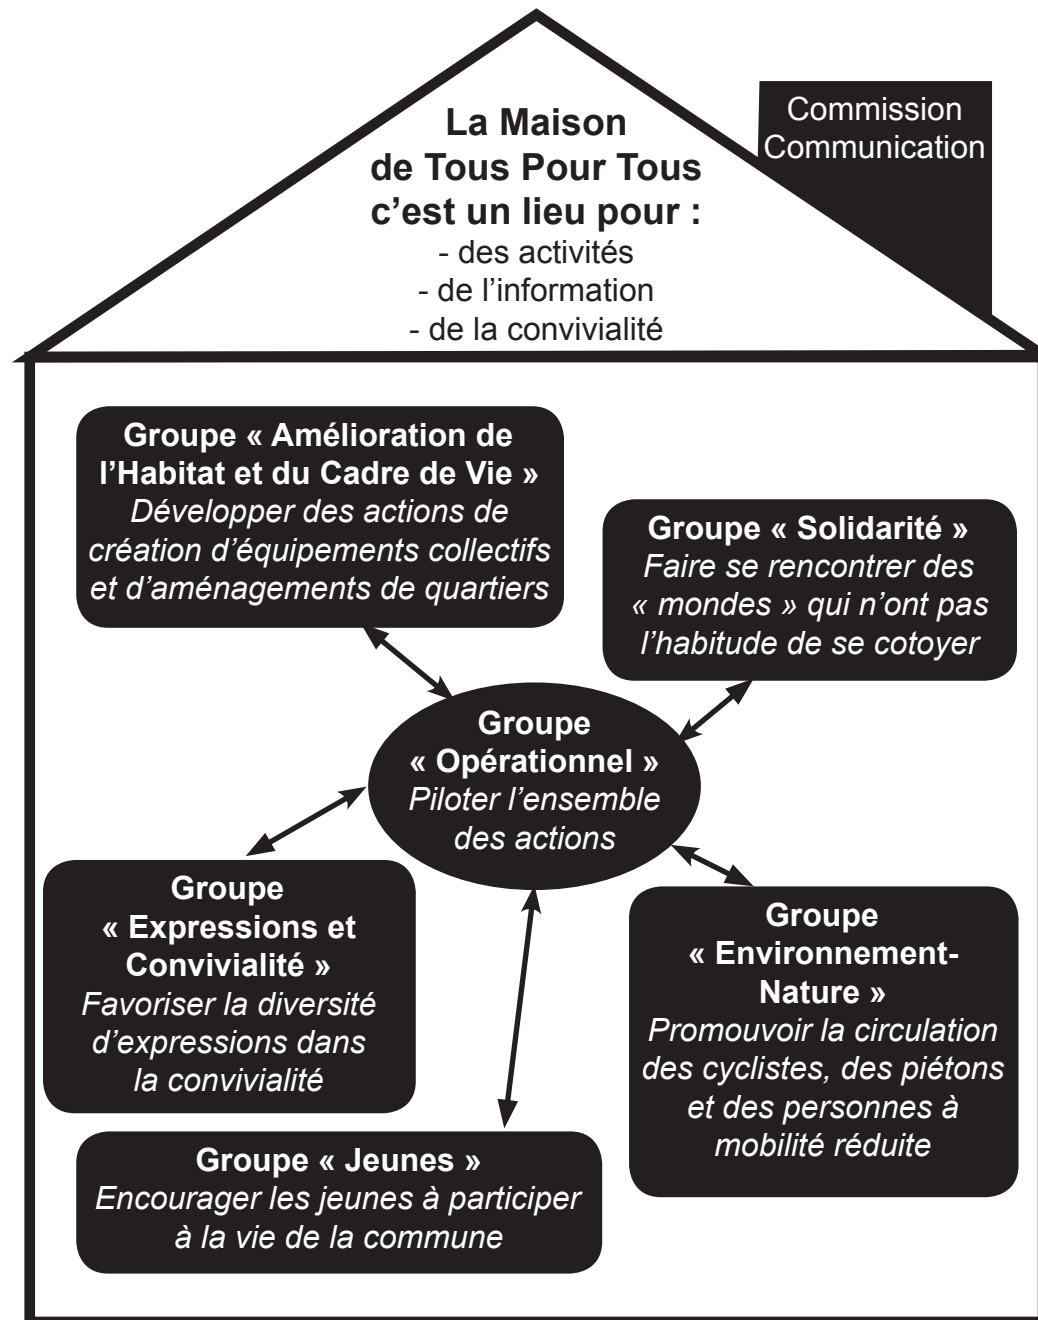 La Maison
de Tous Pour Tous
c’est un lieu pour :
- des activités
- de l’information
- de la convivialité
Commission
Communication
Groupe « Amélioration de
l’Habitat et du Cadre de Vie »
Développer des actions de
création d’équipements collectifs
et d’aménagements de quartiers
Groupe « Solidarité »
Faire se rencontrer des
« mondes » qui n’ont pas
l’habitude de se cotoyer
Groupe
« Opérationnel »
Piloter l’ensemble
des actions
Groupe
« Expressions et
Convivialité »
Favoriser la diversité
d’expressions dans
la convivialité
Groupe
« Environnement-
Nature »
Promouvoir la circulation
des cyclistes, des piétons
et des personnes à
mobilité réduite
Groupe « Jeunes »
Encourager les jeunes à participer
à la vie de la commune